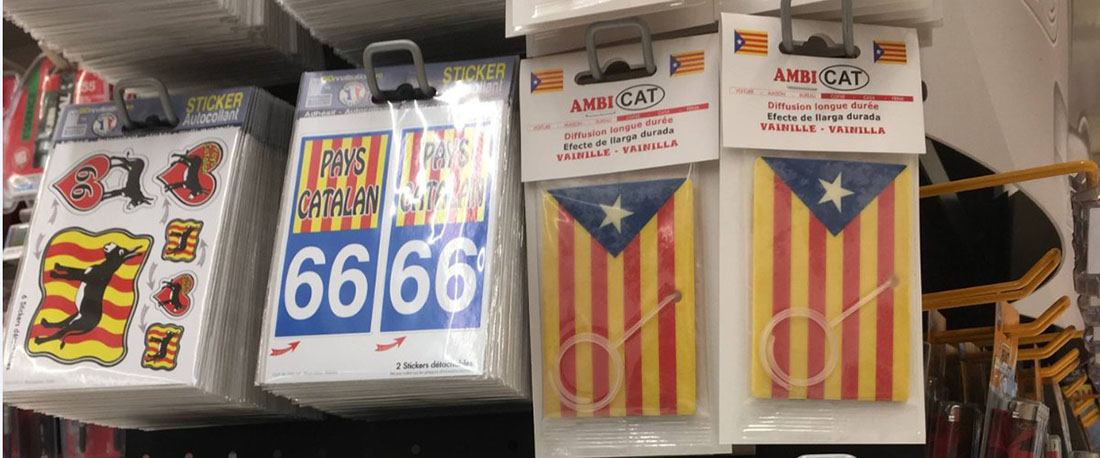 STICKER
Autocollant
66
STICKER
PAYS
CATALAN
66
PAYS
CATALAN
66
2 Stickers détachables
AMBI CAT
Diffusion longue durée
Efecte de llarga durada
VAINILLE - VAINILLA
AMBI CAT
Diffusion longue durée
Efecte de llarga durada
VAINILLE - VAINILLA